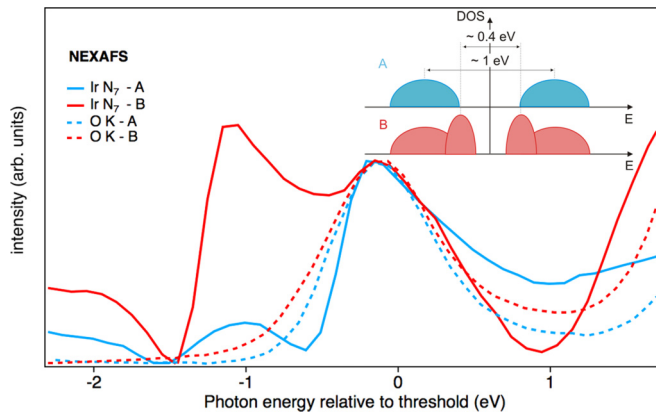 DOS
~ 0.4 eV
~ 1 eV
A
E
B
E
NEXAFS
Ir N₇ - A
Ir N₇ - B
O K - A
O K - B
intensity (arb. units)
-2
-1
0
1
Photon energy relative to threshold (eV)